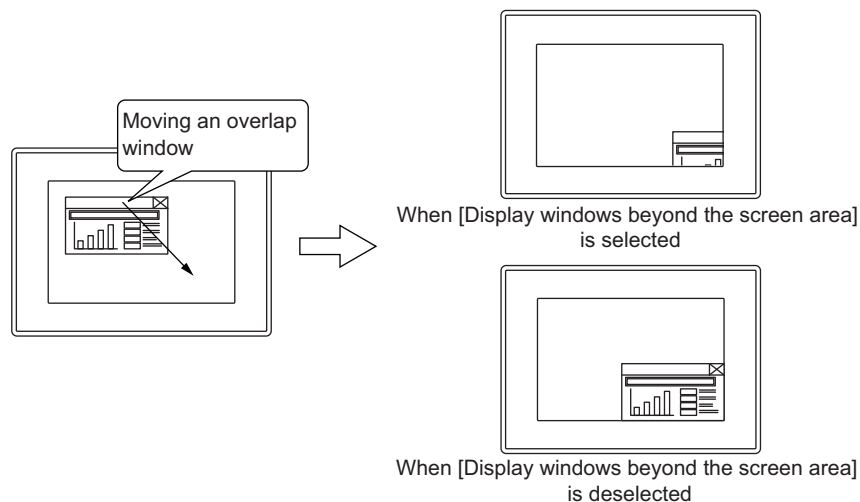 Moving an overlap
window
When [Display windows beyond the screen area]
is selected
When [Display windows beyond the screen area]
is deselected